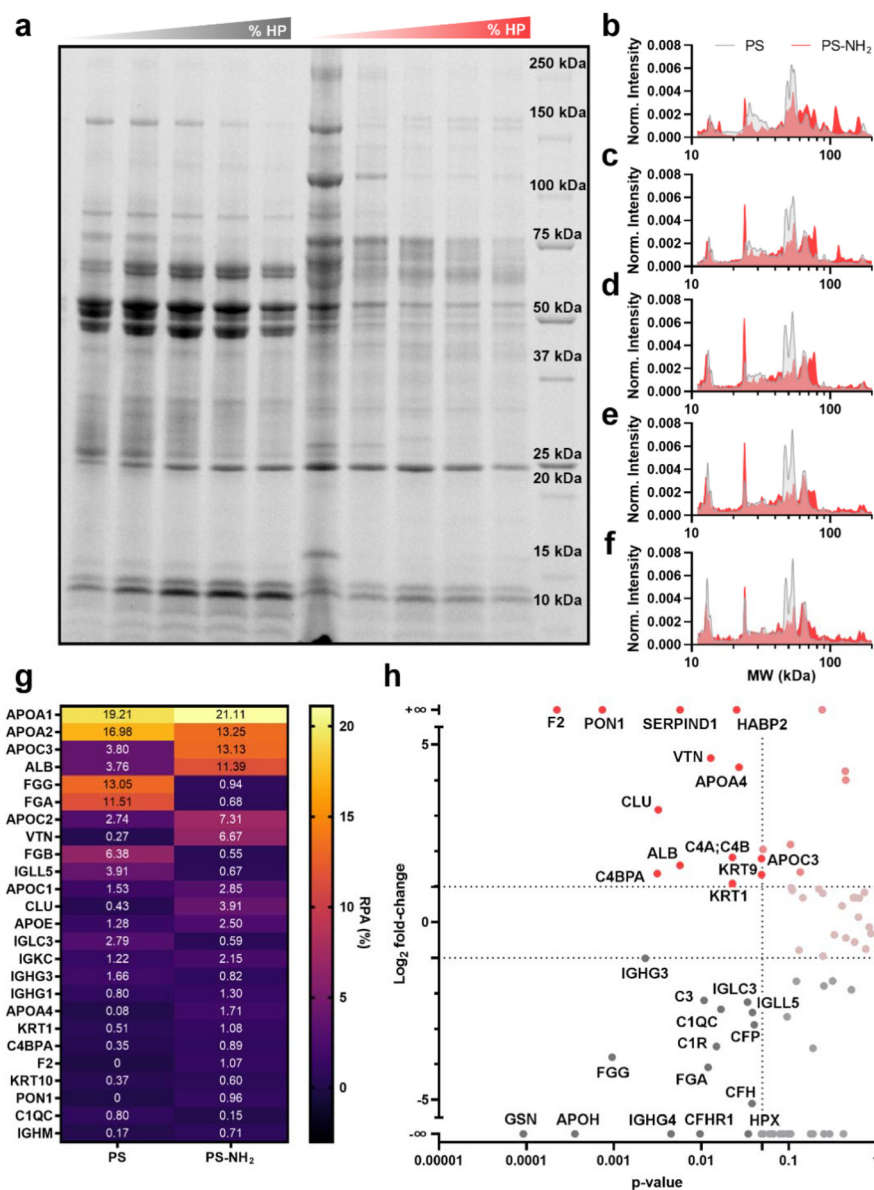 a
% HP
% HP
250 kDa
150 kDa
100 kDa
75 kDa
50 kDa
37 kDa
25 kDa
20 kDa
15 kDa
10 kDa
b
PS PS-NH₂
Norm. Intensity
0.008
0.006
0.004
0.002
0.000
10 100
c
Norm. Intensity
0.008
0.006
0.004
0.002
0.000
10 100
d
Norm. Intensity
0.008
0.006
0.004
0.002
0.000
10 100
e
Norm. Intensity
0.008
0.006
0.004
0.002
0.000
10 100
f
Norm. Intensity
0.008
0.006
0.004
0.002
0.000
10 100
MW (kDa)
g
APOA1 19.21 21.11
APOA2 16.98 13.25
APOC3 3.80 13.13
ALB 3.76 11.39
FGG 13.05 0.94
FGA 11.51 0.68
APOC2 2.74 7.31
VTN 0.27 6.67
FGB 6.38 0.55
IGLL5 3.91 0.67
APOC1 1.53 2.85
CLU 0.43 3.91
APOE 1.28 2.50
IGLC3 2.79 0.59
IGKC 1.22 2.15
IGHG3 1.66 0.82
IGHG1 0.80 1.30
APOA4 0.08 1.71
KRT1 0.51 1.08
C4BPA 0.35 0.89
F2 0 1.07
KRT10 0.37 0.60
PON1 0 0.96
C1QC 0.80 0.15
IGHM 0.17 0.71
PS PS-NH₂
20
15
10
5
0
RPA (%)
h
+∞
5
0
-5
-∞
Log₂ fold-change
F2 PON1 SERPIND1 HABP2
VTN
APOA4
CLU
C4A;C4B
ALB
APOC3
KRT9
C4BPA
KRT1
IGHG3
IGLC3
C3
IGLL5
C1QC
CFP
C1R
FGG
FGA
CFH
GSN APOH IGHG4 CFHR1 HPX
0.00001 0.0001 0.001 0.01 0.1 1
p-value